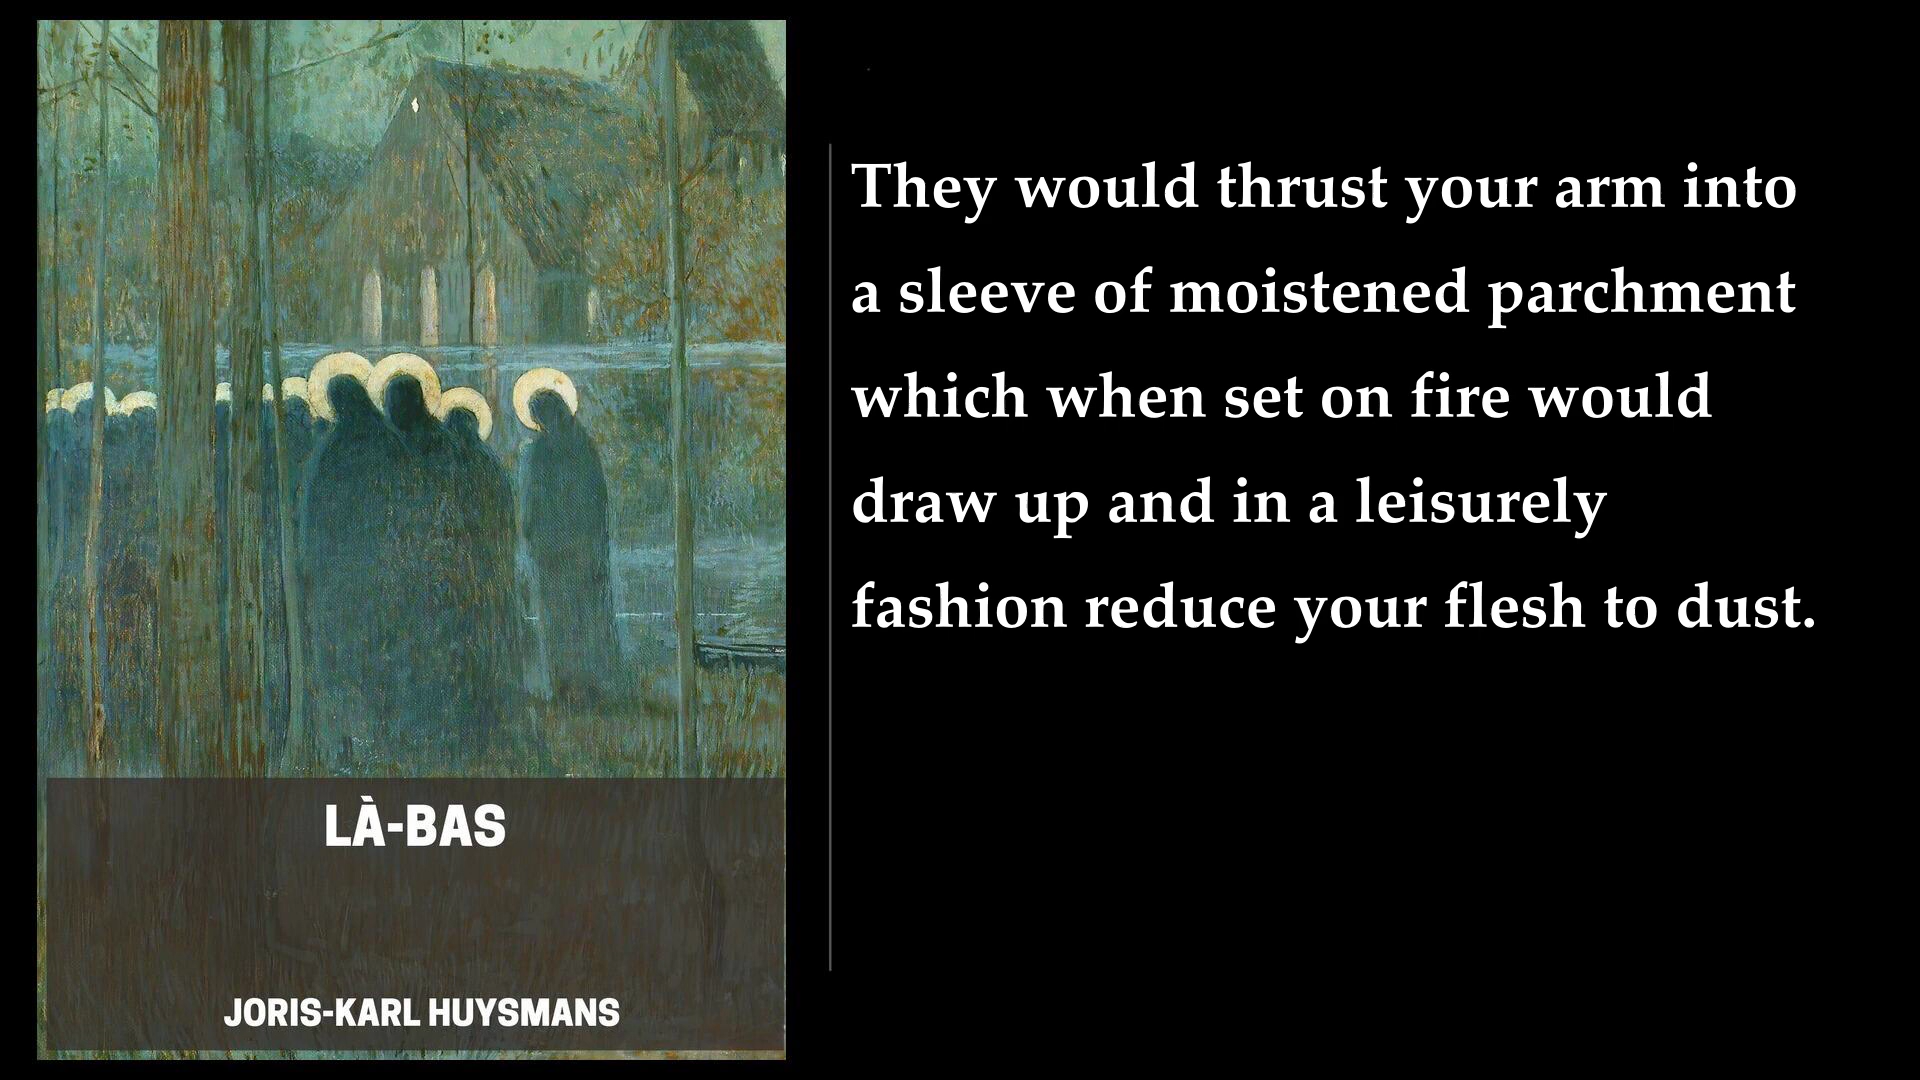 LÀ-BAS
JORIS-KARL HUYSMANS
They would thrust your arm into
a sleeve of moistened parchment
which when set on fire would
draw up and in a leisurely
fashion reduce your flesh to dust.